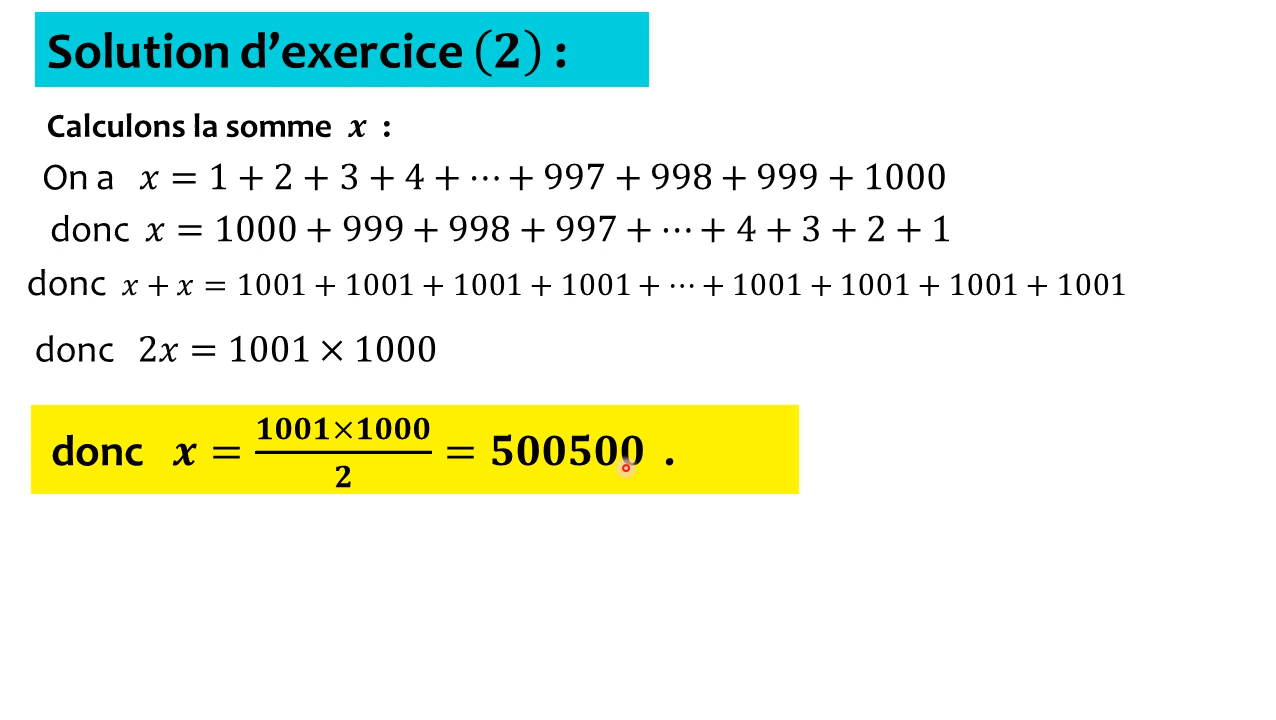 Solution d’exercice (2) :
Calculons la somme x :
On a x = 1 + 2 + 3 + 4 + ⋯ + 997 + 998 + 999 + 1000
donc x = 1000 + 999 + 998 + 997 + ⋯ + 4 + 3 + 2 + 1
donc x + x = 1001 + 1001 + 1001 + 1001 + ⋯ + 1001 + 1001 + 1001 + 1001
donc 2x = 1001 × 1000
donc x = 1001×1000/2 = 500500 .